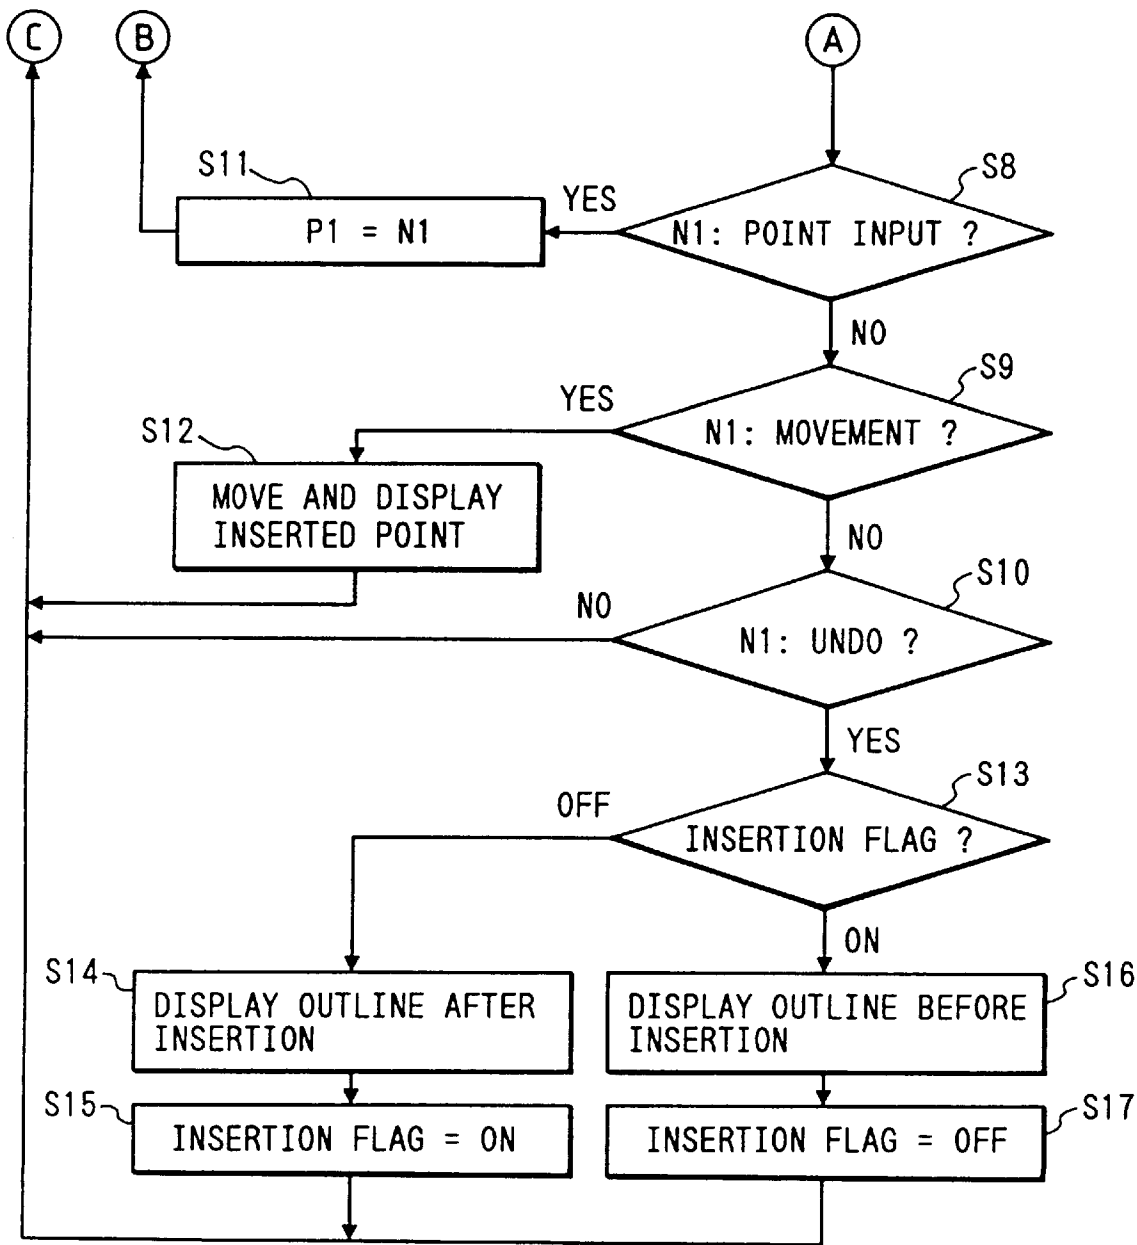 C
B
A
S11
YES
S8
P1 = N1
N1: POINT INPUT ?
NO
S9
YES
S12
N1: MOVEMENT ?
MOVE AND DISPLAY
INSERTED POINT
NO
S10
NO
N1: UNDO ?
YES
S13
OFF
INSERTION FLAG ?
ON
S14
S16
DISPLAY OUTLINE AFTER
INSERTION
DISPLAY OUTLINE BEFORE
INSERTION
S15
S17
INSERTION FLAG = ON
INSERTION FLAG = OFF